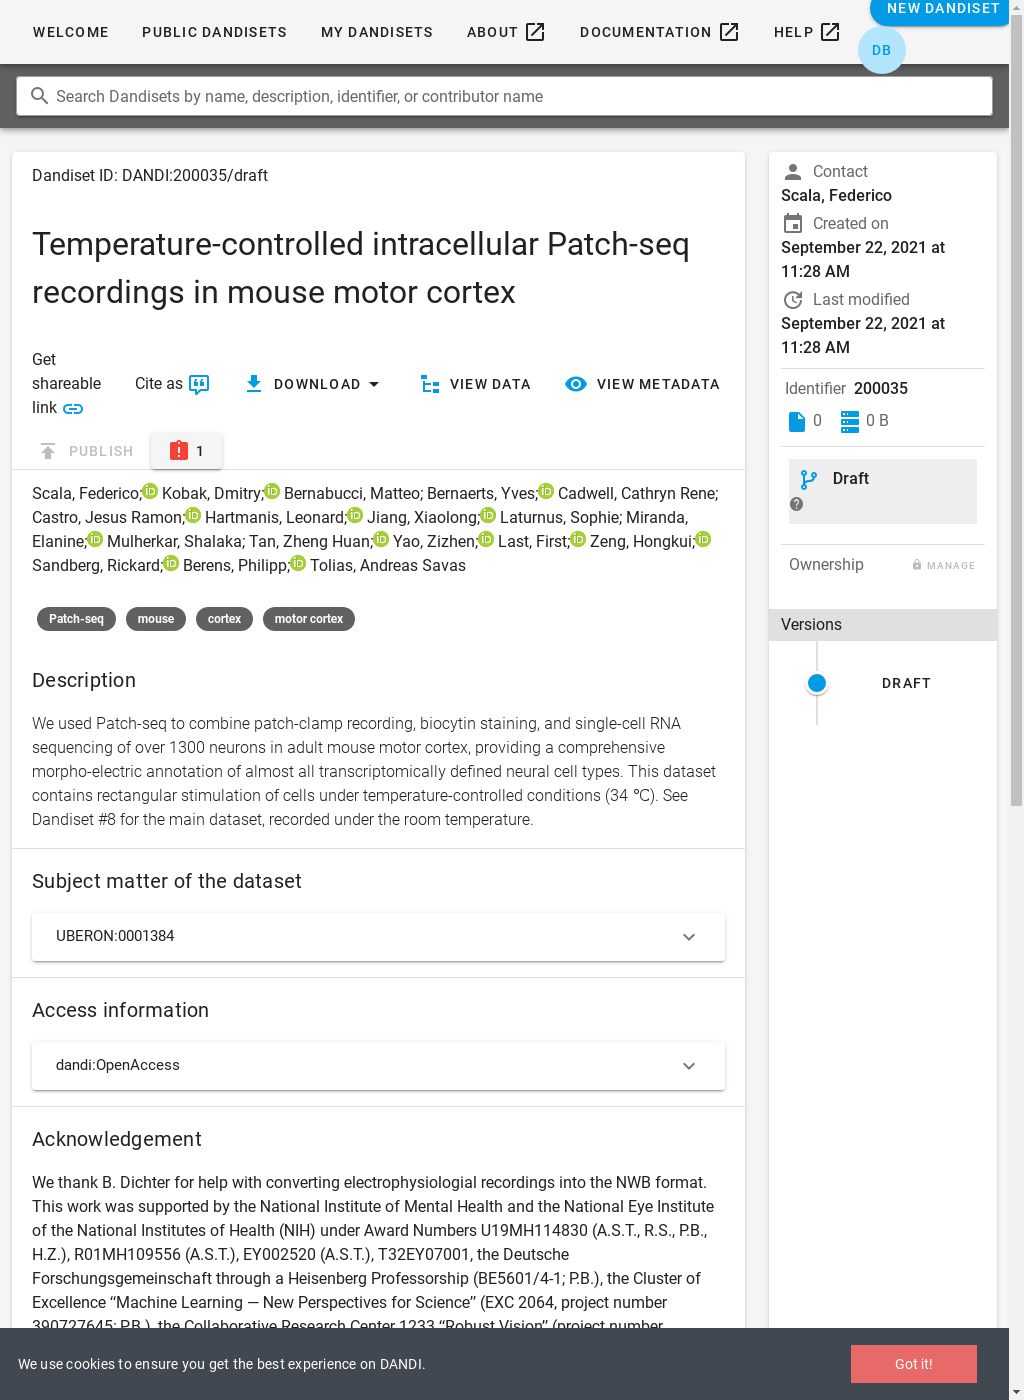 NEW DANDISET
WELCOME PUBLIC DANDISETS MY DANDISETS ABOUT DOCUMENTATION HELP
DB
Search Dandisets by name, description, identifier, or contributor name
Dandiset ID: DANDI:200035/draft
Temperature-controlled intracellular Patch-seq
recordings in mouse motor cortex
Get
shareable
link
Cite as
DOWNLOAD
VIEW DATA
VIEW METADATA
PUBLISH
1
Scala, Federico; Kobak, Dmitry; Bernabucci, Matteo; Bernaerts, Yves; Cadwell, Cathryn Rene;
Castro, Jesus Ramon; Hartmanis, Leonard; Jiang, Xiaolong; Laturnus, Sophie; Miranda,
Elanine; Mulherkar, Shalaka; Tan, Zheng Huan; Yao, Zizhen; Last, First; Zeng, Hongkui;
Sandberg, Rickard; Berens, Philipp; Tolias, Andreas Savas
Patch-seq mouse cortex motor cortex
Description
We used Patch-seq to combine patch-clamp recording, biocytin staining, and single-cell RNA
sequencing of over 1300 neurons in adult mouse motor cortex, providing a comprehensive
morpho-electric annotation of almost all transcriptomically defined neural cell types. This dataset
contains rectangular stimulation of cells under temperature-controlled conditions (34 ℃). See
Dandiset #8 for the main dataset, recorded under the room temperature.
Subject matter of the dataset
UBERON:0001384
Access information
dandi:OpenAccess
Acknowledgement
We thank B. Dichter for help with converting electrophysiologial recordings into the NWB format.
This work was supported by the National Institute of Mental Health and the National Eye Institute
of the National Institutes of Health (NIH) under Award Numbers U19MH114830 (A.S.T., R.S., P.B.,
H.Z.), R01MH109556 (A.S.T.), EY002520 (A.S.T.), T32EY07001, the Deutsche
Forschungsgemeinschaft through a Heisenberg Professorship (BE5601/4-1; P.B.), the Cluster of
Excellence “Machine Learning — New Perspectives for Science” (EXC 2064, project number
390727645; P.B.), the Collaborative Research Center 1233 “Robust Vision” (project number
Contact
Scala, Federico
Created on
September 22, 2021 at
11:28 AM
Last modified
September 22, 2021 at
11:28 AM
Identifier 200035
0 0 B
Draft
Ownership MANAGE
Versions
DRAFT
We use cookies to ensure you get the best experience on DANDI.
Got it!